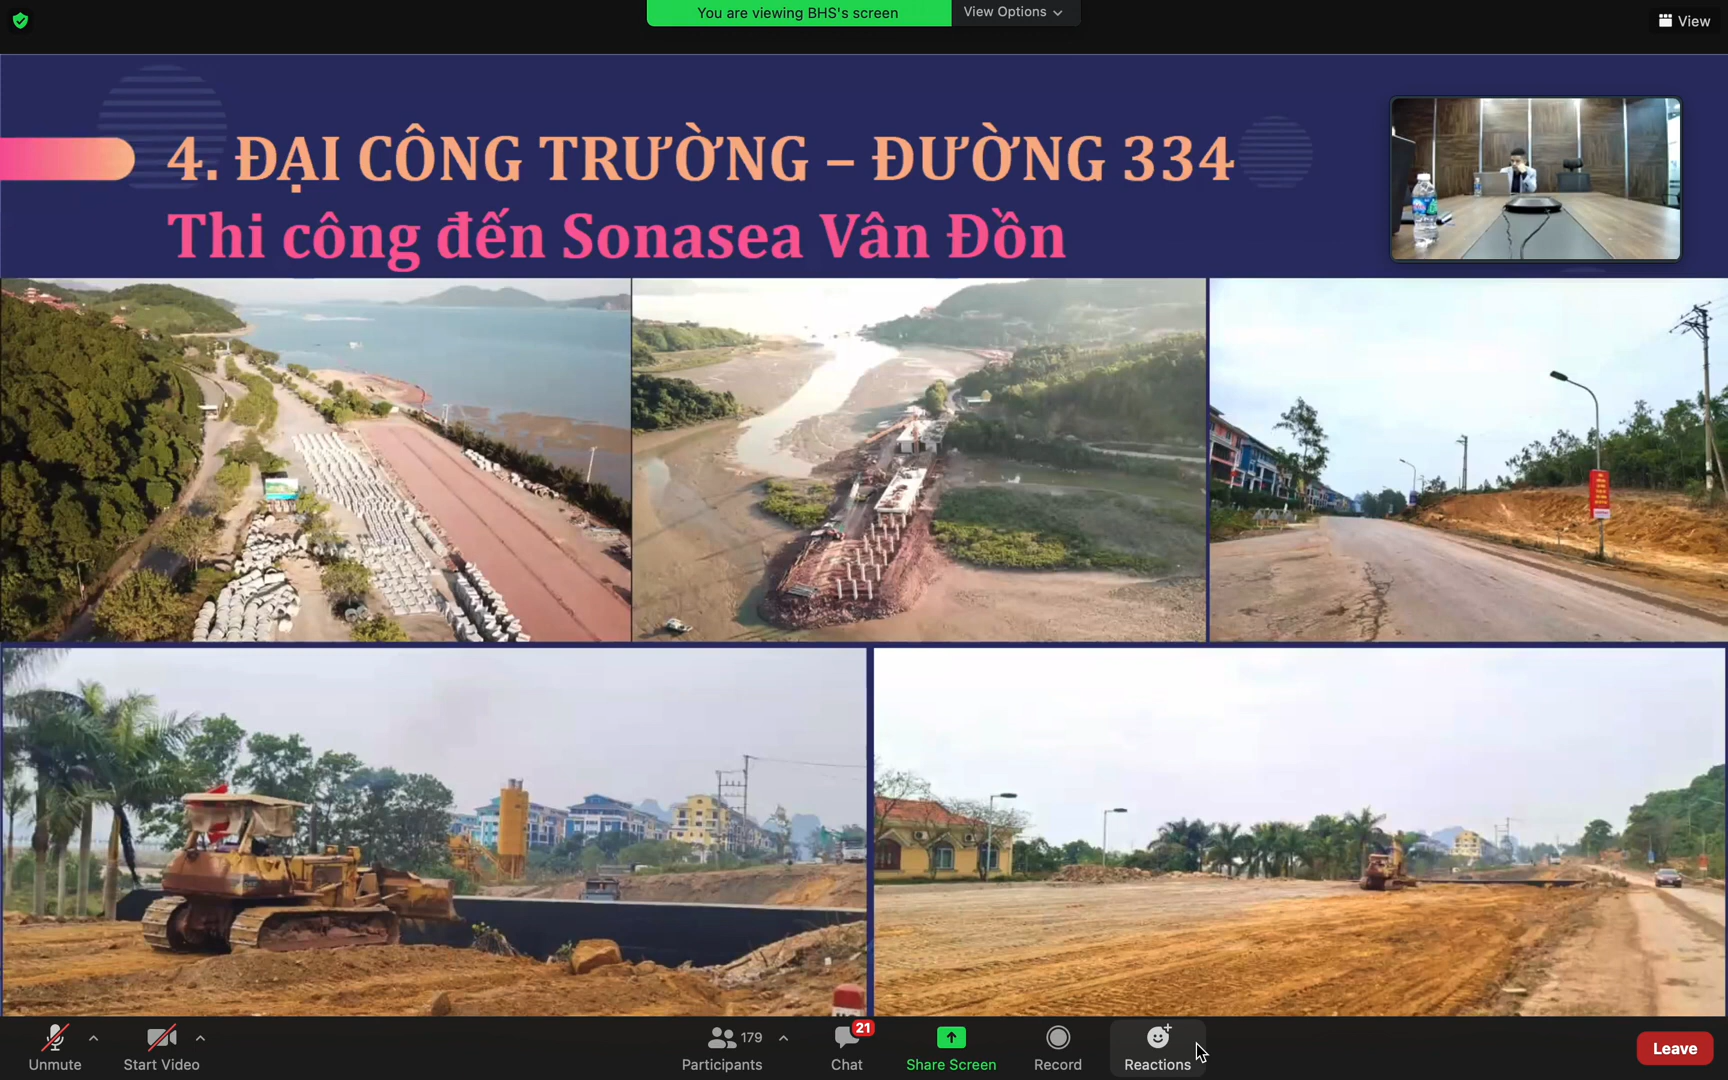 You are viewing BHS's screen
View Options
View
4. ĐẠI CÔNG TRƯỜNG – ĐƯỜNG 334
Thi công đến Sonasea Vân Đồn
Unmute
Start Video
179
Participants
21
Chat
Share Screen
Record
Reactions
Leave